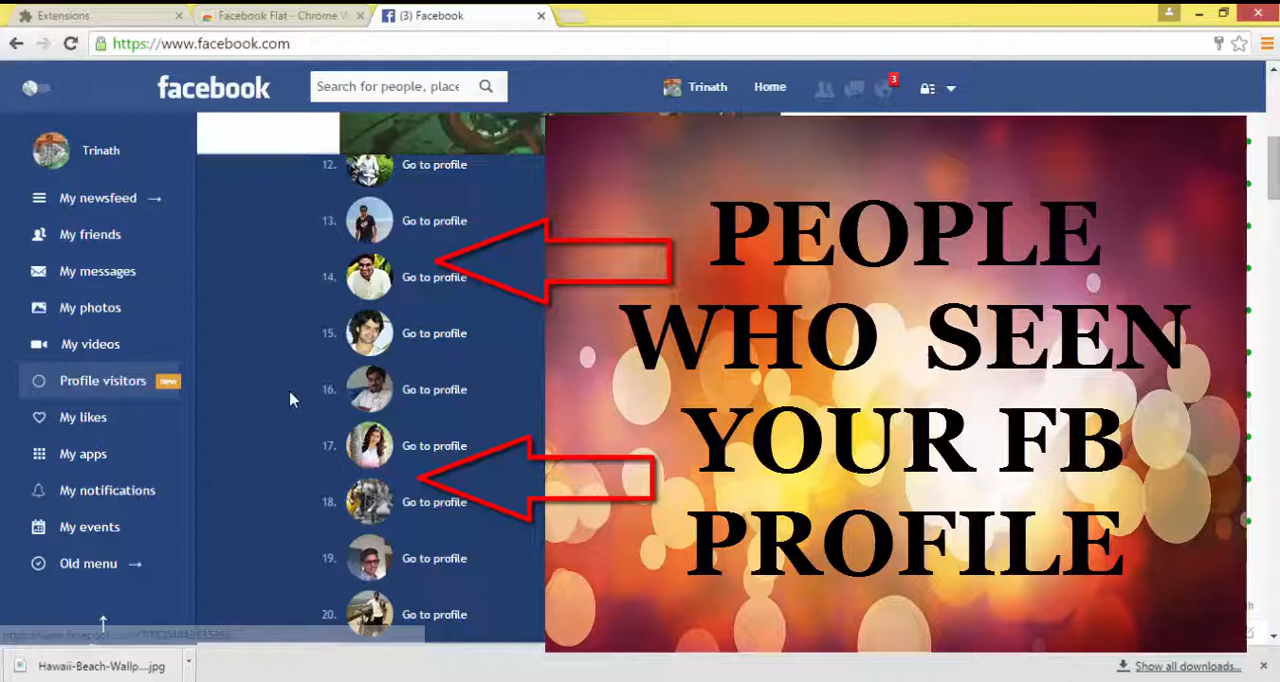 Extensions
Facebook Flat - Chrome
(3) Facebook
https://www.facebook.com
facebook
Search for people, place
Trinath
Home
3
Trinath
My newsfeed
My friends
My messages
My photos
My videos
Profile visitors new
My likes
My apps
My notifications
My events
Old menu
12. Go to profile
13. Go to profile
14. Go to profile
15. Go to profile
16. Go to profile
17. Go to profile
18. Go to profile
19. Go to profile
20. Go to profile
PEOPLE
WHO SEEN
YOUR FB
PROFILE
Hawaii-Beach-Wallp....jpg
Show all downloads...